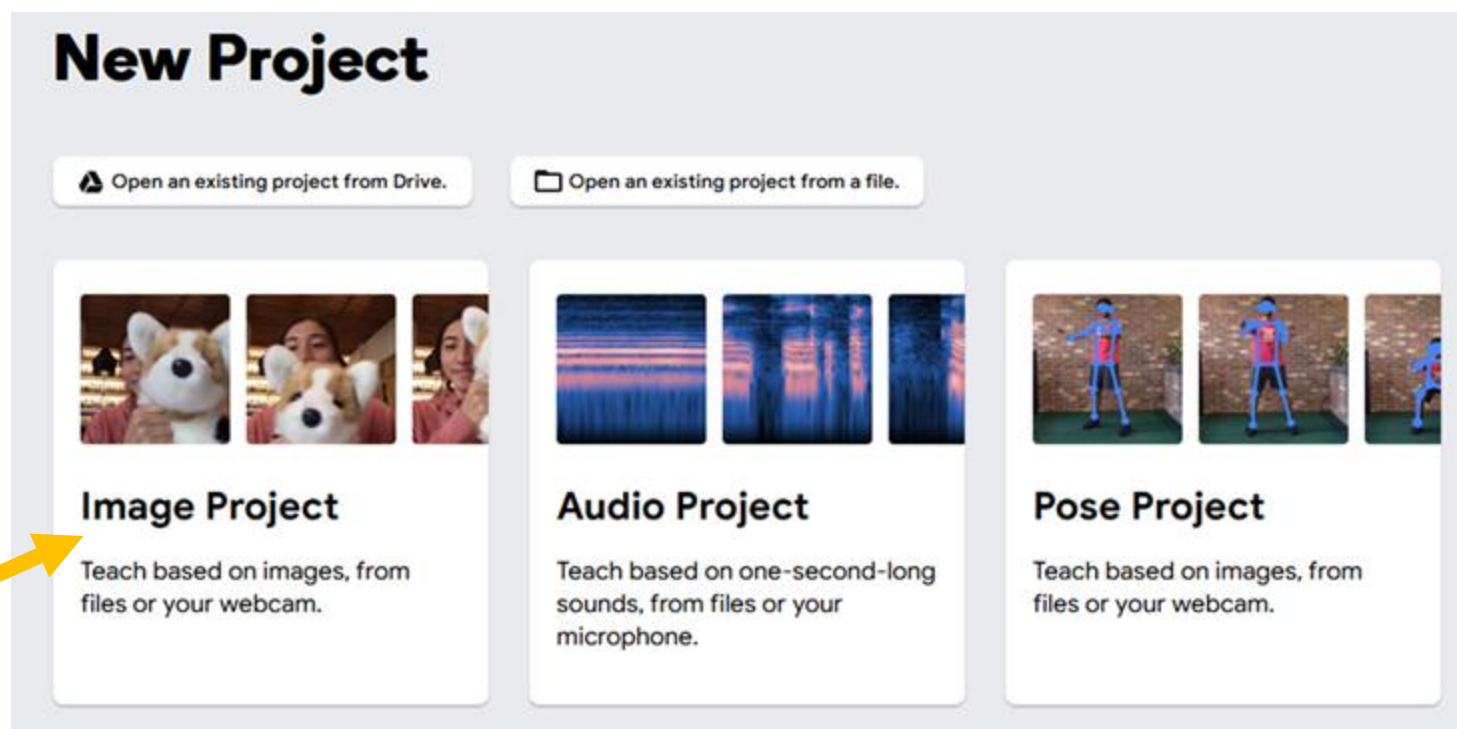 New Project
Open an existing project from Drive.
Open an existing project from a file.
Image Project
Teach based on images, from
files or your webcam.
Audio Project
Teach based on one-second-long
sounds, from files or your
microphone.
Pose Project
Teach based on images, from
files or your webcam.